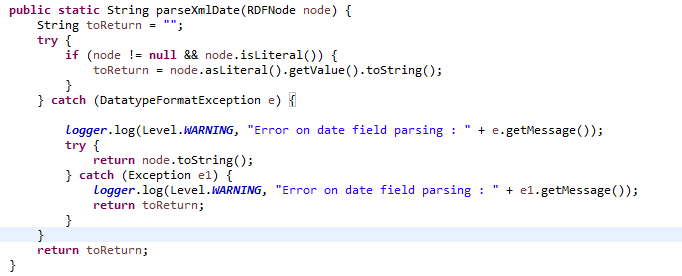 public static String parseXmlDate(RDFNode node) {
    String toReturn = "";
    try {
        if (node != null && node.isLiteral()) {
            toReturn = node.asLiteral().getValue().toString();
        }
    } catch (DatatypeFormatException e) {

        logger.log(Level.WARNING, "Error on date field parsing : " + e.getMessage());
        try {
            return node.toString();
        } catch (Exception e1) {
            logger.log(Level.WARNING, "Error on date field parsing : " + e1.getMessage());
            return toReturn;
        }
    }
    return toReturn;
}